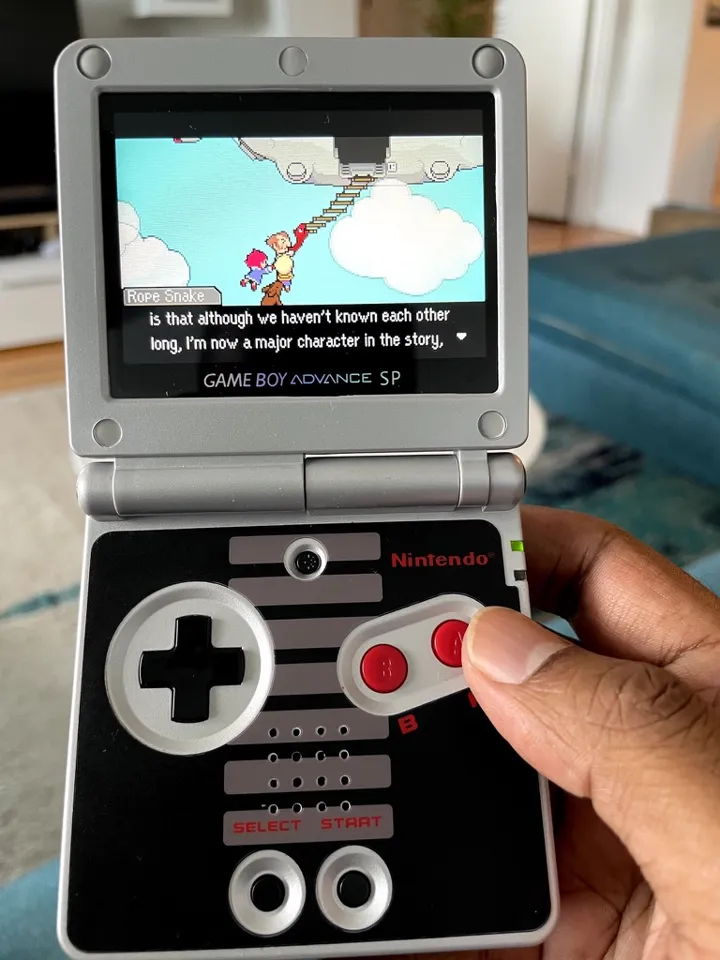 Rope Snake
is that although we haven't known each other
long, I'm now a major character in the story,
GAME BOY ADVANCE SP
Nintendo®
A
B
SELECT START